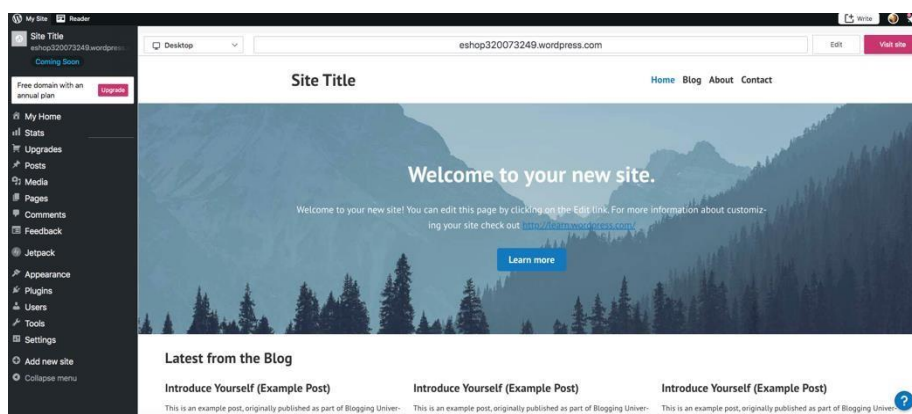 My Site Reader Write
Site Title
eshop320073249.wordpress.
Coming Soon
Free domain with an
annual plan
Upgrade
My Home
Stats
Upgrades
Posts
Media
Pages
Comments
Feedback
Jetpack
Appearance
Plugins
Users
Tools
Settings
Add new site
Collapse menu
Desktop eshop320073249.wordpress.com Edit Visit site
Site Title Home Blog About Contact
Welcome to your new site.
Welcome to your new site! You can edit this page by clicking on the Edit link. For more information about customiz-
ing your site check out http://learn.wordpress.com/
Learn more
Latest from the Blog
Introduce Yourself (Example Post) Introduce Yourself (Example Post) Introduce Yourself (Example Post)
This is an example post, originally published as part of Blogging Univer- This is an example post, originally published as part of Blogging Univer- This is an example post, originally published as part of Blogging Univer-
?